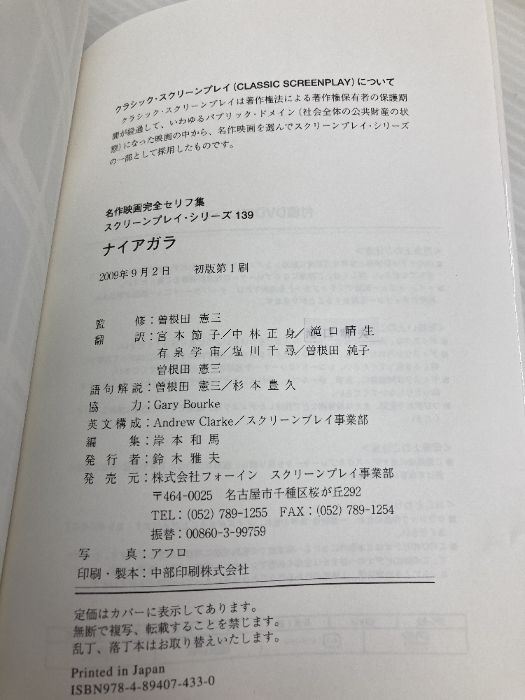 クラシック・スクリーンプレイ(CLASSIC SCREENPLAY)について
クラシック・スクリーンプレイは著作権法による著作権保有者の保護期
間が経過して、いわゆるパブリック・ドメイン(社会全体の公共財産の状
態)になった映画の中から、名作映画を選んでスクリーンプレイ・シリーズ
の一部として採用したものです。
名作映画完全セリフ集
スクリーンプレイ・シリーズ 139
ナイアガラ
2009年9月2日 初版第1刷
監 修:曽根田 憲三
翻 訳:宮本節子/中林正身/滝口晴生
有泉学宙/塩川千尋/曽根田 純子
曽根田 憲三
語句解説:曽根田 憲三/杉本豊久
協 力:Gary Bourke
英文構成:Andrew Clarke/スクリーンプレイ事業部
編 集:岸本和馬
発行者:鈴木雅夫
発売元:株式会社フォーイン スクリーンプレイ事業部
〒464-0025 名古屋市千種区桜が丘292
TEL:(052) 789-1255 FAX:(052) 789-1254
振替:00860-3-99759
写 真:アフロ
印刷・製本:中部印刷株式会社
定価はカバーに表示してあります。
無断で複写、転載することを禁じます。
乱丁、落丁本はお取り替えいたします。
Printed in Japan
ISBN978-4-89407-433-0